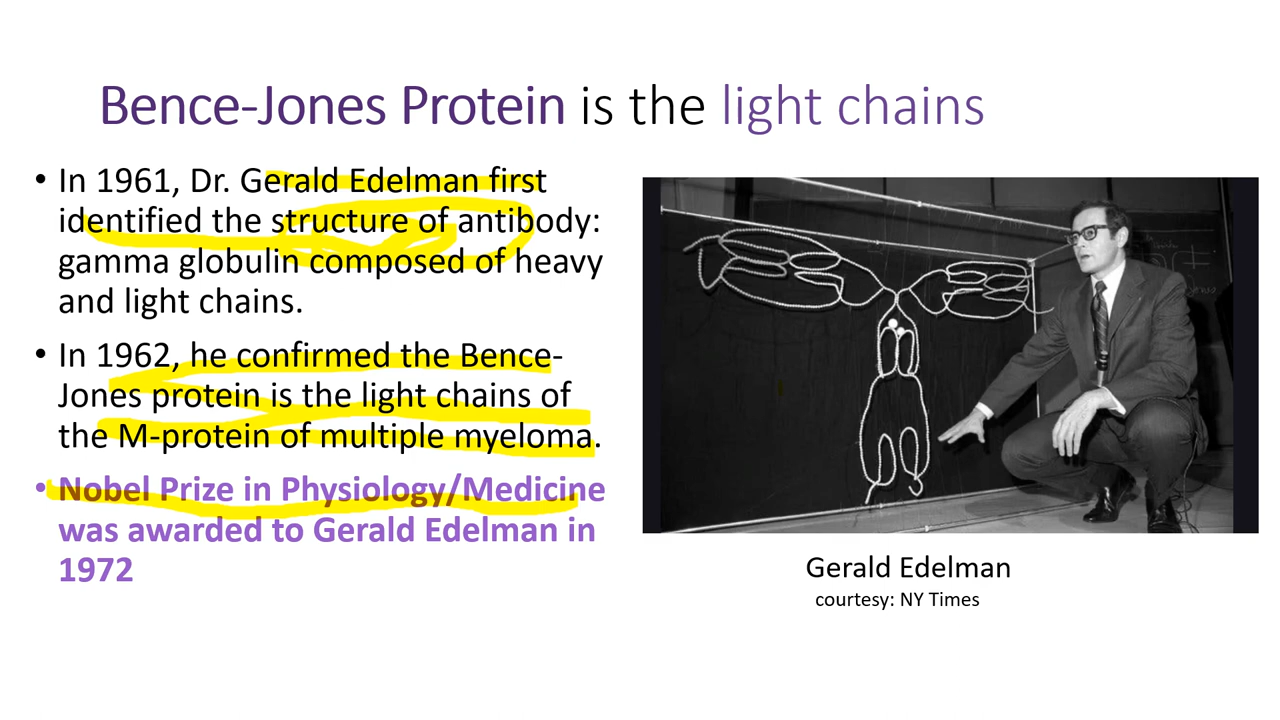 Bence-Jones Protein is the light chains
• In 1961, Dr. Gerald Edelman first
identified the structure of antibody:
gamma globulin composed of heavy
and light chains.
• In 1962, he confirmed the Bence-
Jones protein is the light chains of
the M-protein of multiple myeloma.
• Nobel Prize in Physiology/Medicine
was awarded to Gerald Edelman in
1972
Gerald Edelman
courtesy: NY Times